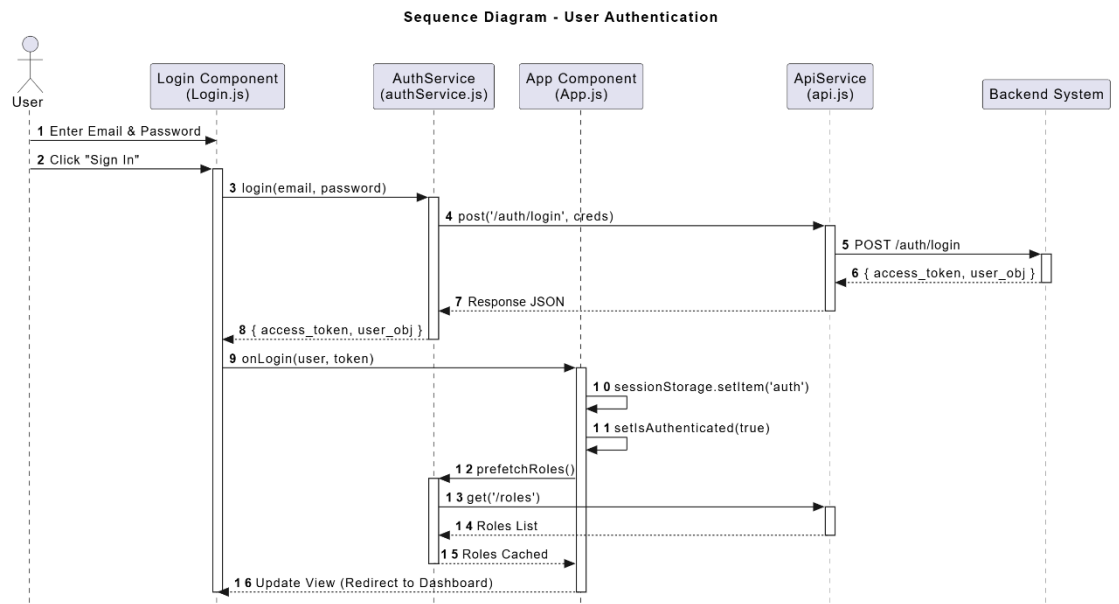 Sequence Diagram - User Authentication
User
Login Component
(Login.js)
AuthService
(authService.js)
App Component
(App.js)
ApiService
(api.js)
Backend System
1 Enter Email & Password
2 Click "Sign In"
3 login(email, password)
4 post('/auth/login', creds)
5 POST /auth/login
6 { access_token, user_obj }
7 Response JSON
8 { access_token, user_obj }
9 onLogin(user, token)
10 sessionStorage.setItem('auth')
11 setIsAuthenticated(true)
12 prefetchRoles()
13 get('/roles')
14 Roles List
15 Roles Cached
16 Update View (Redirect to Dashboard)